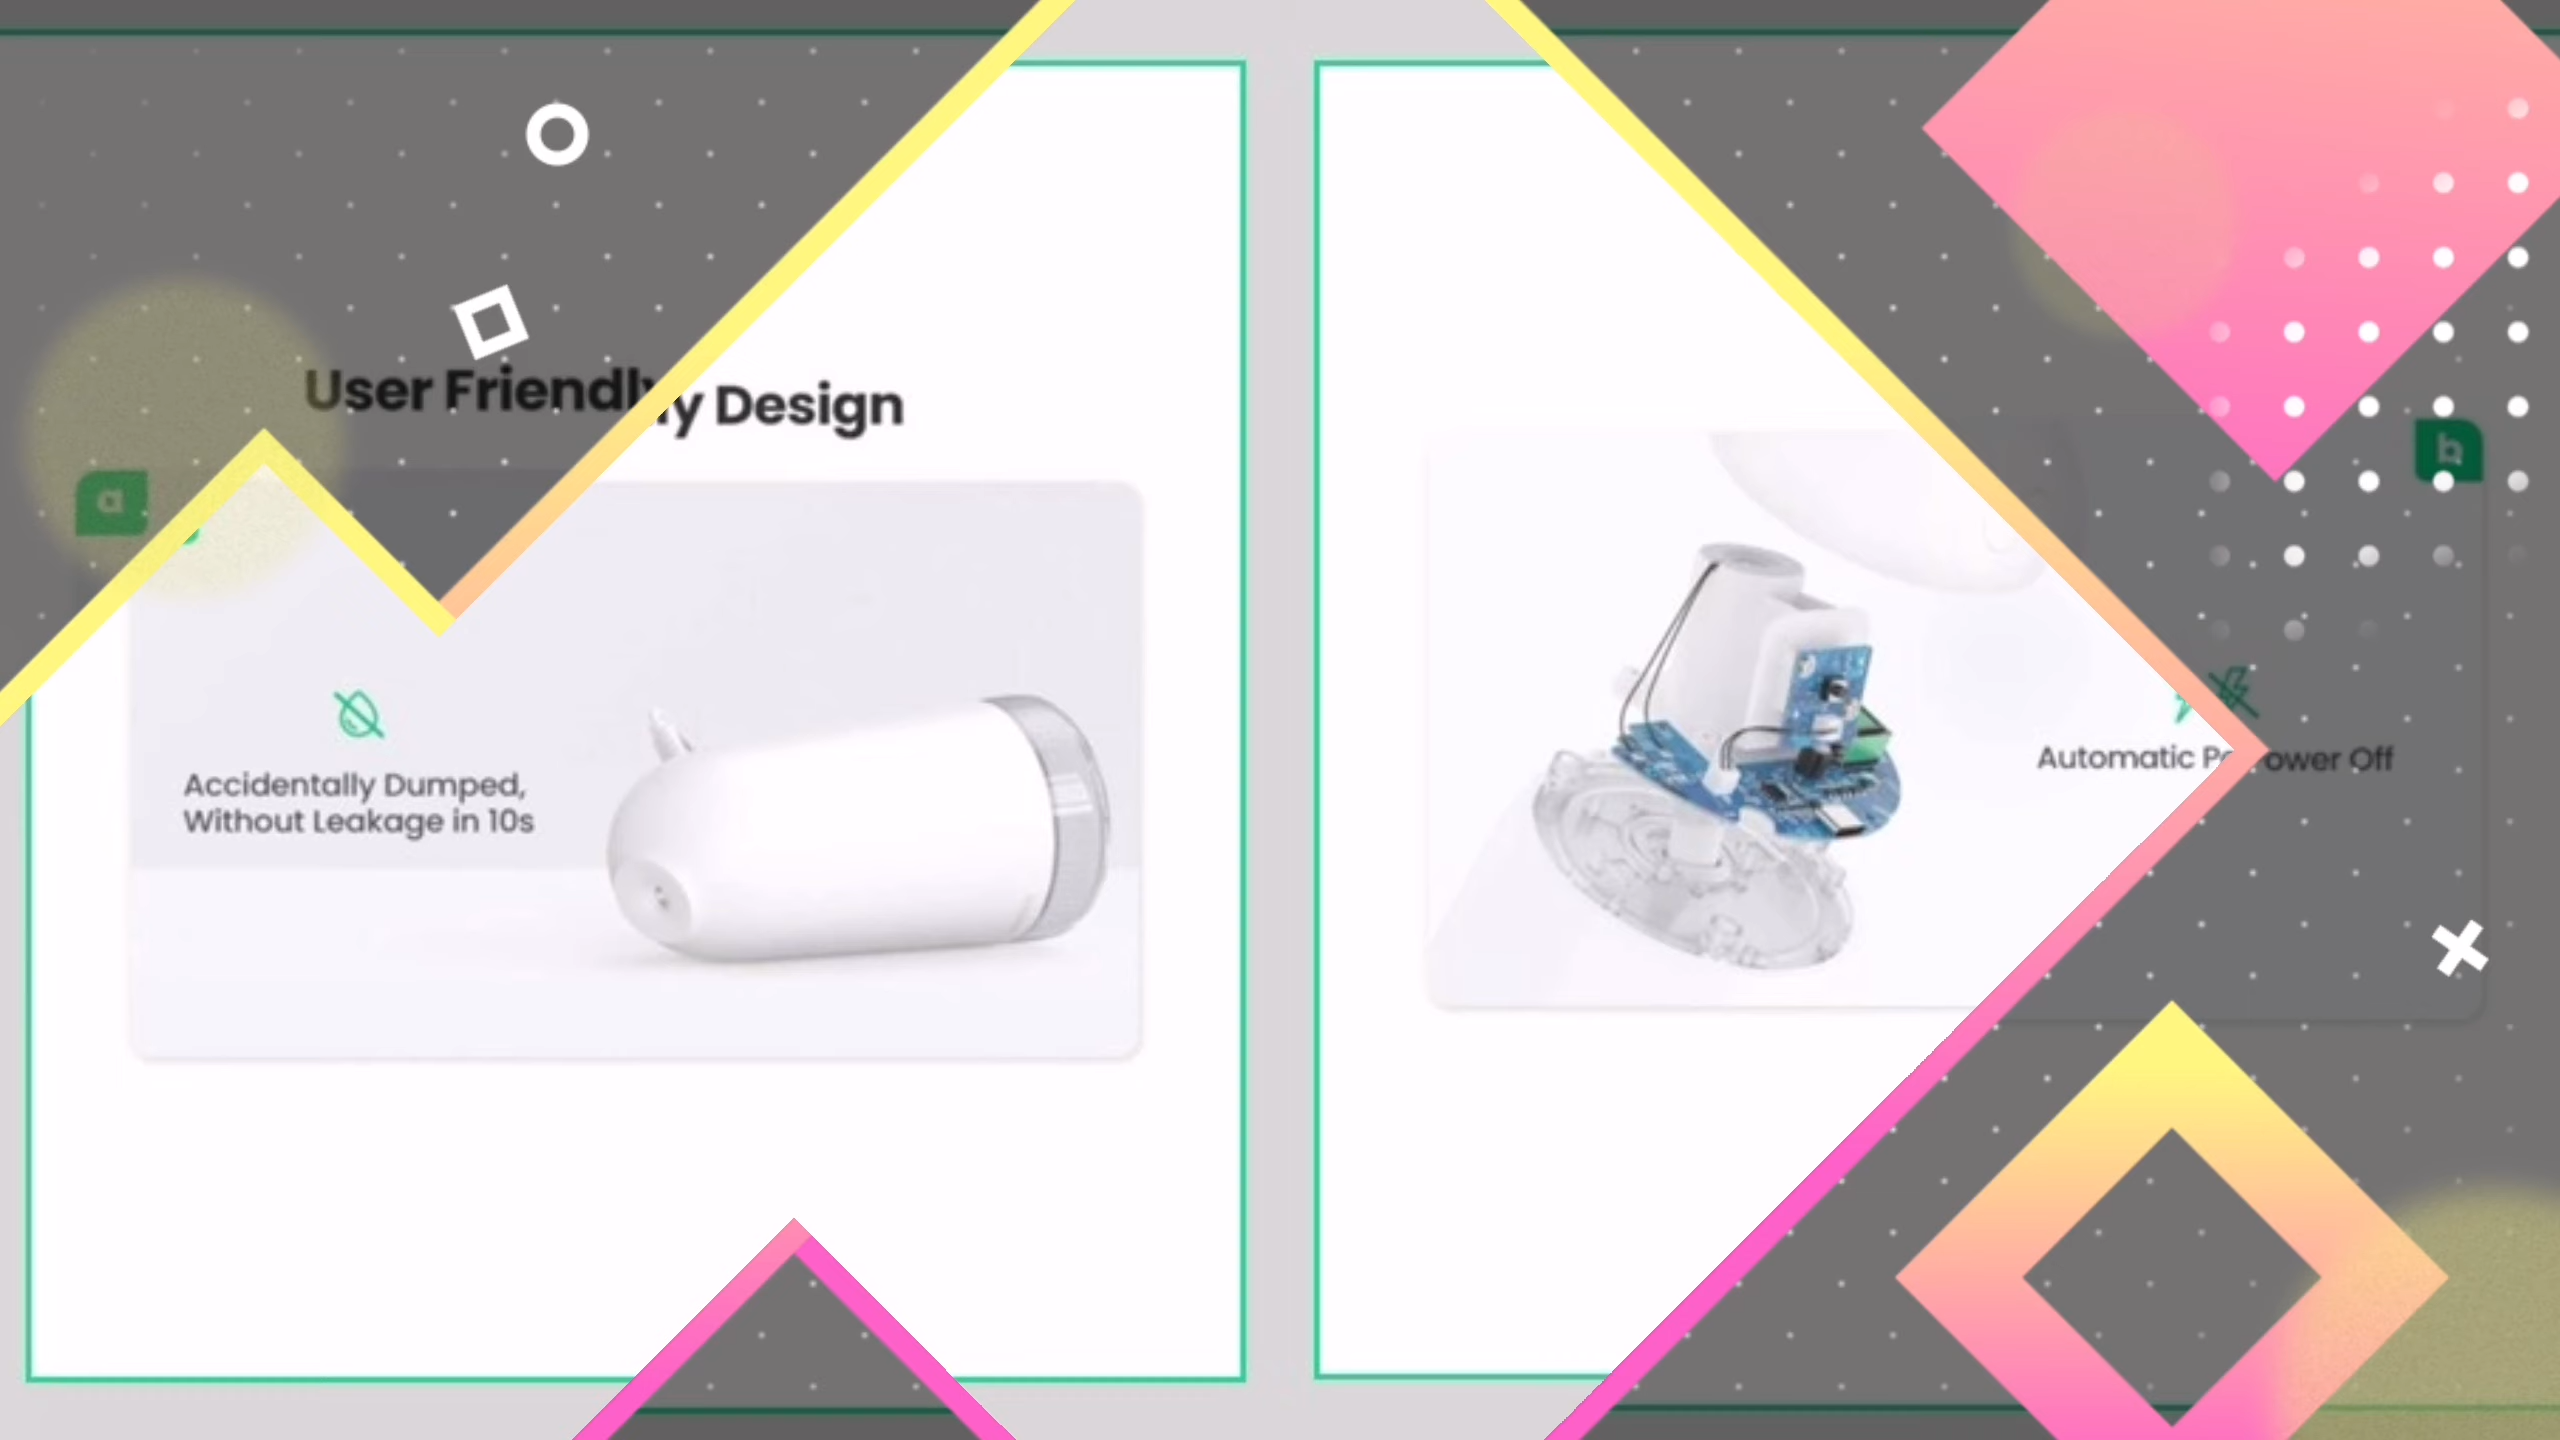 User Friendly Design
a
Accidentally Dumped,
Without Leakage in 10s
b
Automatic Power Off